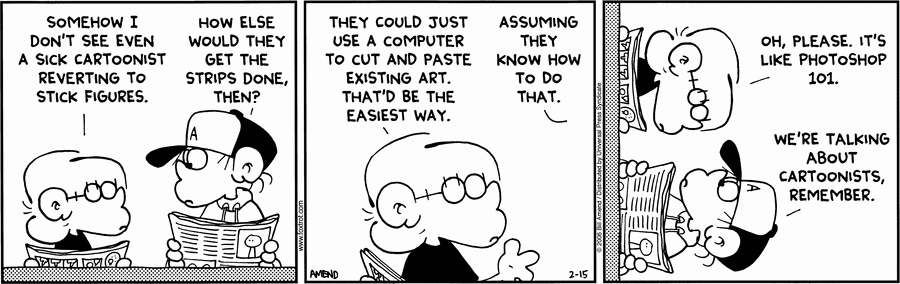 SOMEHOW I
DON'T SEE EVEN
A SICK CARTOONIST
REVERTING TO
STICK FIGURES.
HOW ELSE
WOULD THEY
GET THE
STRIPS DONE,
THEN?
A
www.foxtrot.com
THEY COULD JUST
USE A COMPUTER
TO CUT AND PASTE
EXISTING ART.
THAT'D BE THE
EASIEST WAY.
ASSUMING
THEY
KNOW HOW
TO DO
THAT.
AMEND
2-15
© 2006 Bill Amend / Distributed by Universal Press Syndicate
OH, PLEASE. IT'S
LIKE PHOTOSHOP
101.
WE'RE TALKING
ABOUT
CARTOONISTS,
REMEMBER.
A